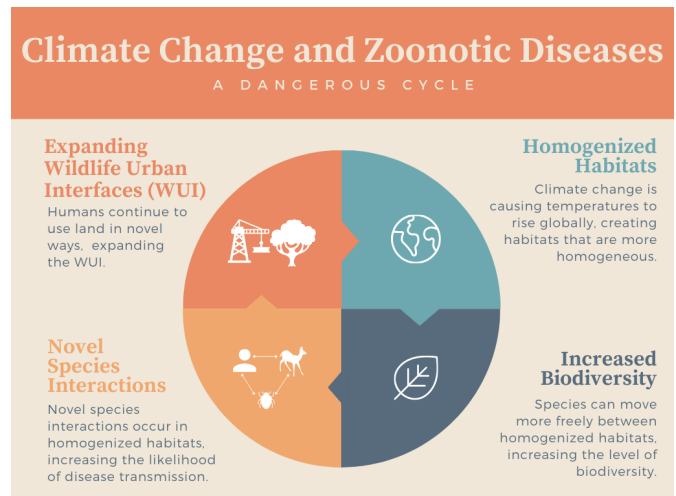 Climate Change and Zoonotic Diseases
A DANGEROUS CYCLE
Expanding
Wildlife Urban
Interfaces (WUI)
Humans continue to
use land in novel
ways, expanding
the WUI.
Homogenized
Habitats
Climate change is
causing temperatures to
rise globally, creating
habitats that are more
homogeneous.
Novel
Species
Interactions
Novel species
interactions occur in
homogenized habitats,
increasing the likelihood
of disease transmission.
Increased
Biodiversity
Species can move
more freely between
homogenized habitats,
increasing the level of
biodiversity.